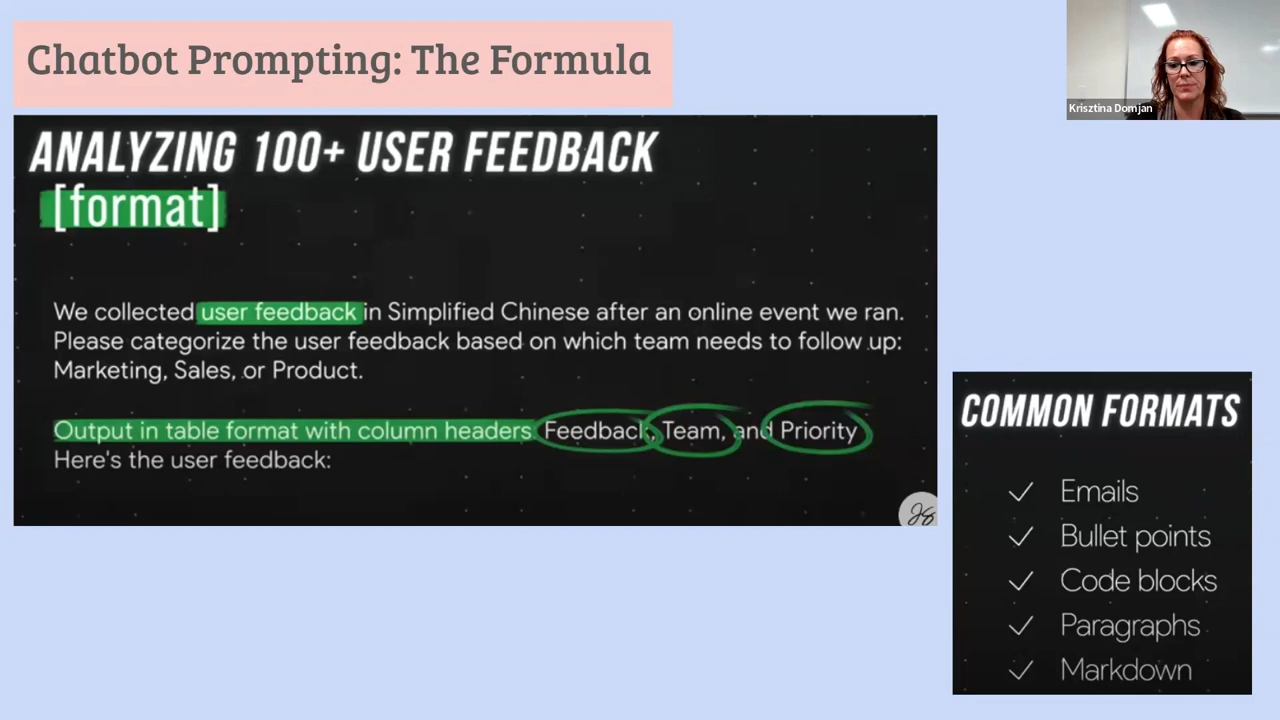 Chatbot Prompting: The Formula
Krisztina Domjan
ANALYZING 100+ USER FEEDBACK
[format]
We collected user feedback in Simplified Chinese after an online event we ran.
Please categorize the user feedback based on which team needs to follow up:
Marketing, Sales, or Product.
Output in table format with column headers: Feedback, Team, and Priority
Here's the user feedback:
JS
COMMON FORMATS
Emails
Bullet points
Code blocks
Paragraphs
Markdown